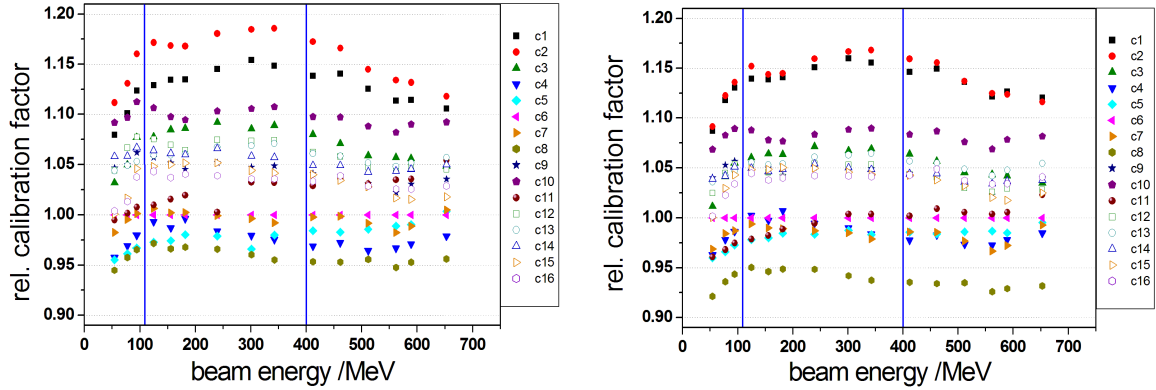 rel. calibration factor
1.20
1.15
1.10
1.05
1.00
0.95
0.90
0 100 200 300 400 500 600 700
beam energy /MeV
c1
c2
c3
c4
c5
c6
c7
c8
c9
c10
c11
c12
c13
c14
c15
c16
rel. calibration factor
1.20
1.15
1.10
1.05
1.00
0.95
0.90
0 100 200 300 400 500 600 700
beam energy /MeV
c1
c2
c3
c4
c5
c6
c7
c8
c9
c10
c11
c12
c13
c14
c15
c16